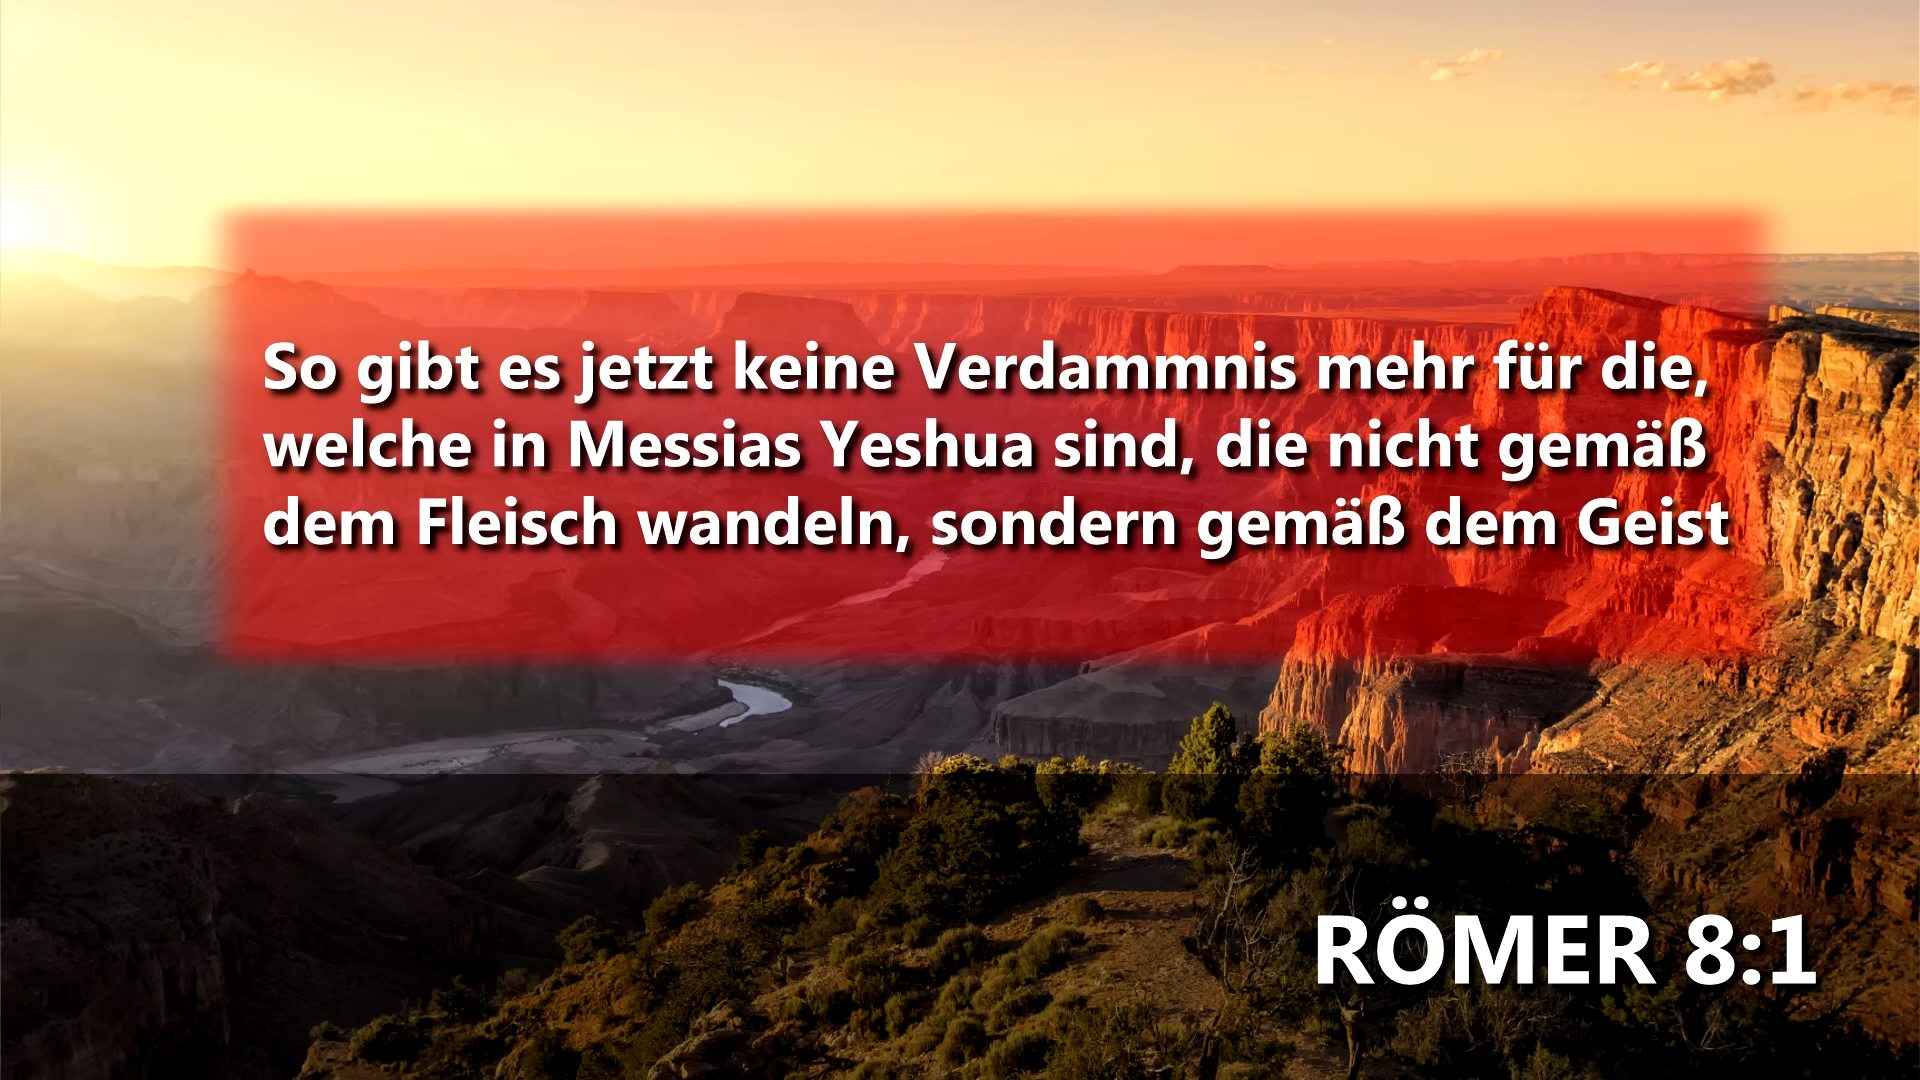 So gibt es jetzt keine Verdammnis mehr für die,
welche in Messias Yeshua sind, die nicht gemäß
dem Fleisch wandeln, sondern gemäß dem Geist
RÖMER 8:1